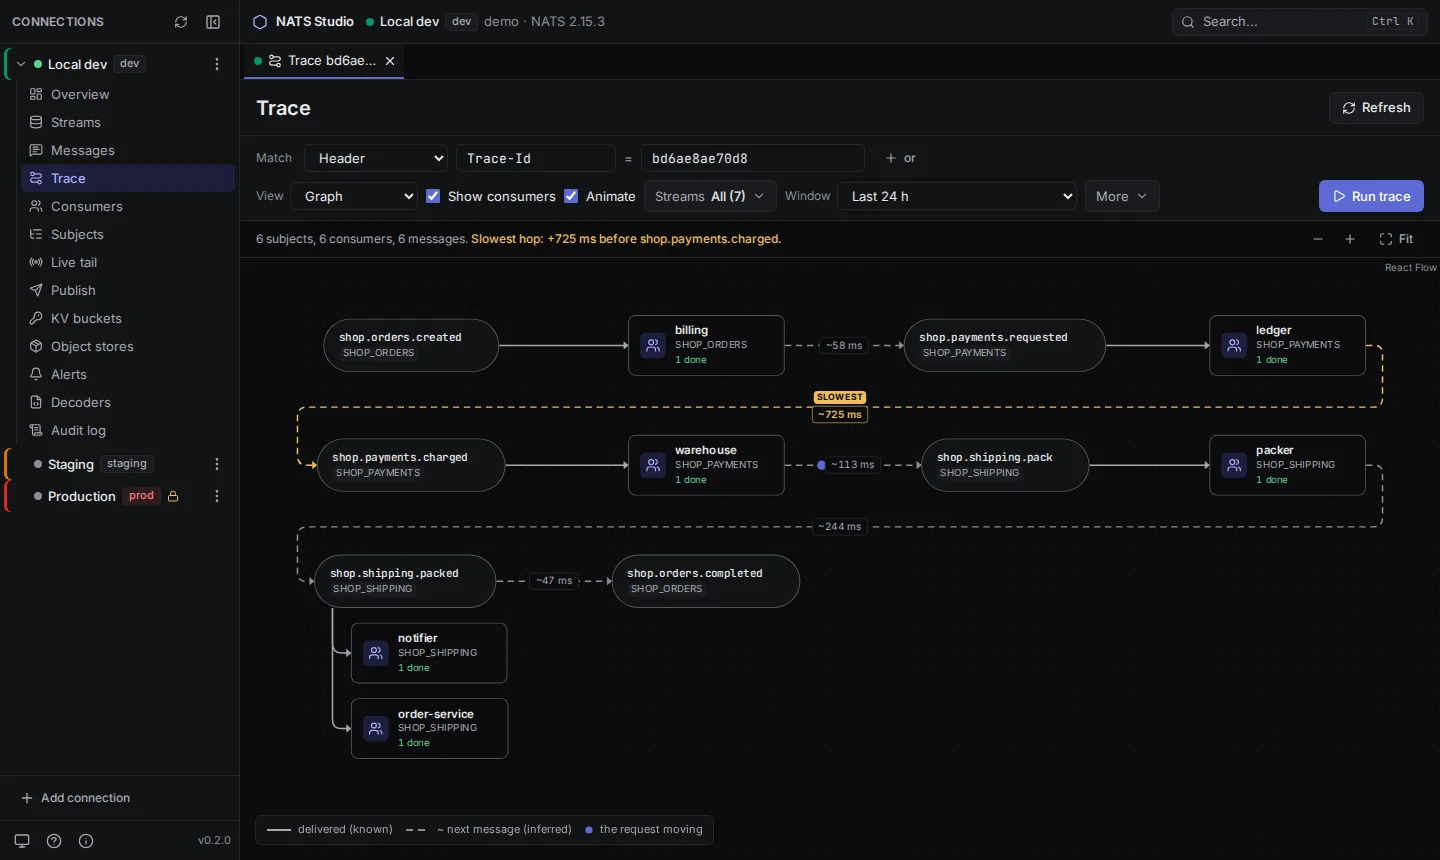 CONNECTIONS
NATS Studio Local dev dev demo · NATS 2.15.3
Search... Ctrl K
Local dev dev
Overview
Streams
Messages
Trace
Consumers
Subjects
Live tail
Publish
KV buckets
Object stores
Alerts
Decoders
Audit log
Staging staging
Production prod
Add connection
v0.2.0
Trace bd6ae...
Trace
Refresh
Match Header Trace-Id = bd6ae8ae70d8 + or
View Graph Show consumers Animate Streams All (7) Window Last 24 h More Run trace
6 subjects, 6 consumers, 6 messages. Slowest hop: +725 ms before shop.payments.charged.
Fit
React Flow
shop.orders.created
SHOP_ORDERS
billing
SHOP_ORDERS
1 done
~58 ms
shop.payments.requested
SHOP_PAYMENTS
ledger
SHOP_PAYMENTS
1 done
SLOWEST
~725 ms
shop.payments.charged
SHOP_PAYMENTS
warehouse
SHOP_PAYMENTS
1 done
~113 ms
shop.shipping.pack
SHOP_SHIPPING
packer
SHOP_SHIPPING
1 done
~244 ms
shop.shipping.packed
SHOP_SHIPPING
~47 ms
shop.orders.completed
SHOP_ORDERS
notifier
SHOP_SHIPPING
1 done
order-service
SHOP_SHIPPING
1 done
delivered (known) ~ next message (inferred) the request moving